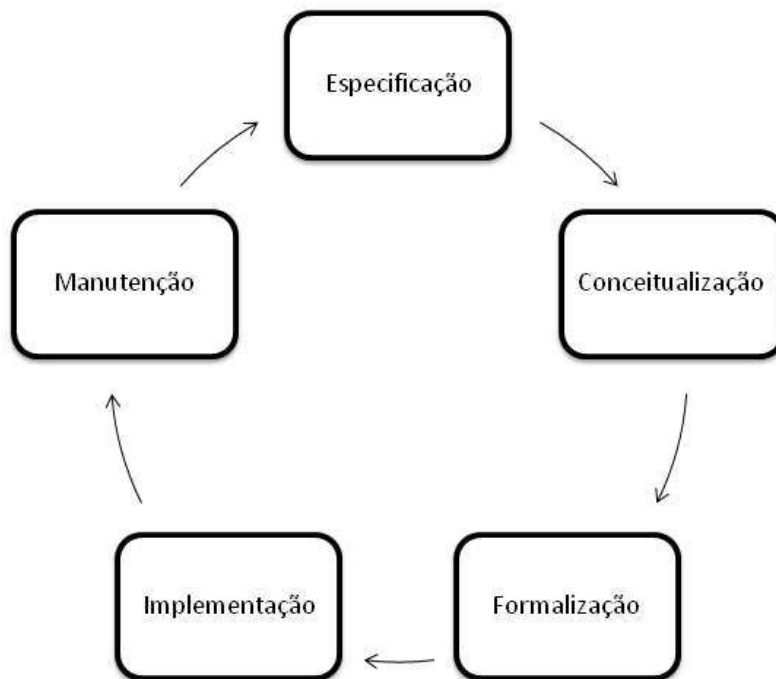 Especificação
Manutenção
Conceitualização
Implementação
Formalização